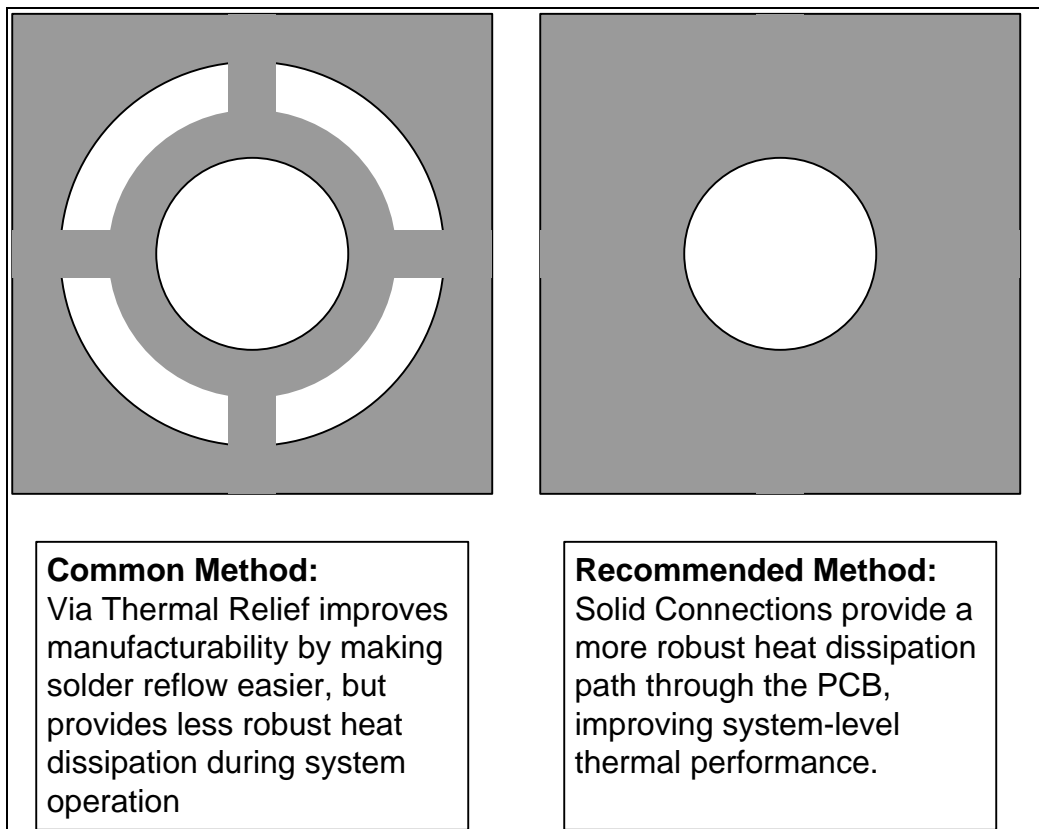 Common Method:
Via Thermal Relief improves
manufacturability by making
solder reflow easier, but
provides less robust heat
dissipation during system
operation
Recommended Method:
Solid Connections provide a
more robust heat dissipation
path through the PCB,
improving system-level
thermal performance.